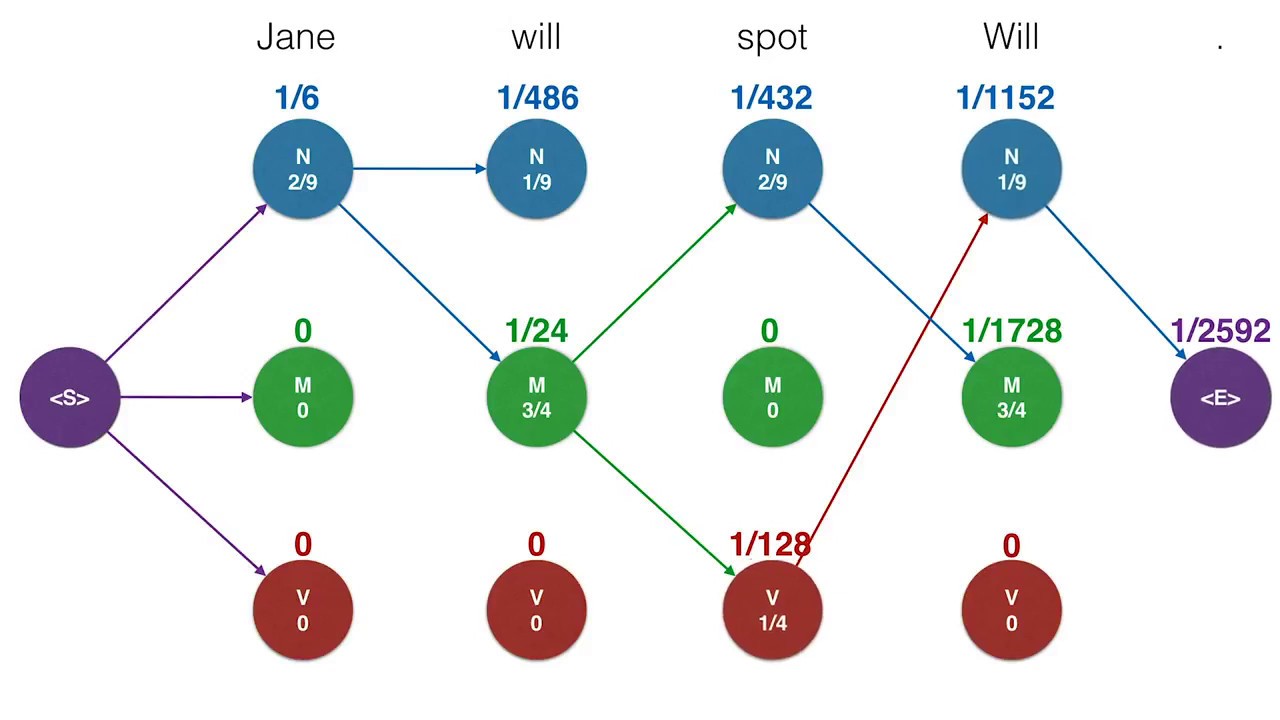 Jane will spot Will .
1/6 1/486 1/432 1/1152
N N N N
2/9 1/9 2/9 1/9
0 1/24 0 1/1728 1/2592
M M M M
<S> 0 3/4 0 3/4 <E>
0 0 1/128 0
V V V V
0 0 1/4 0